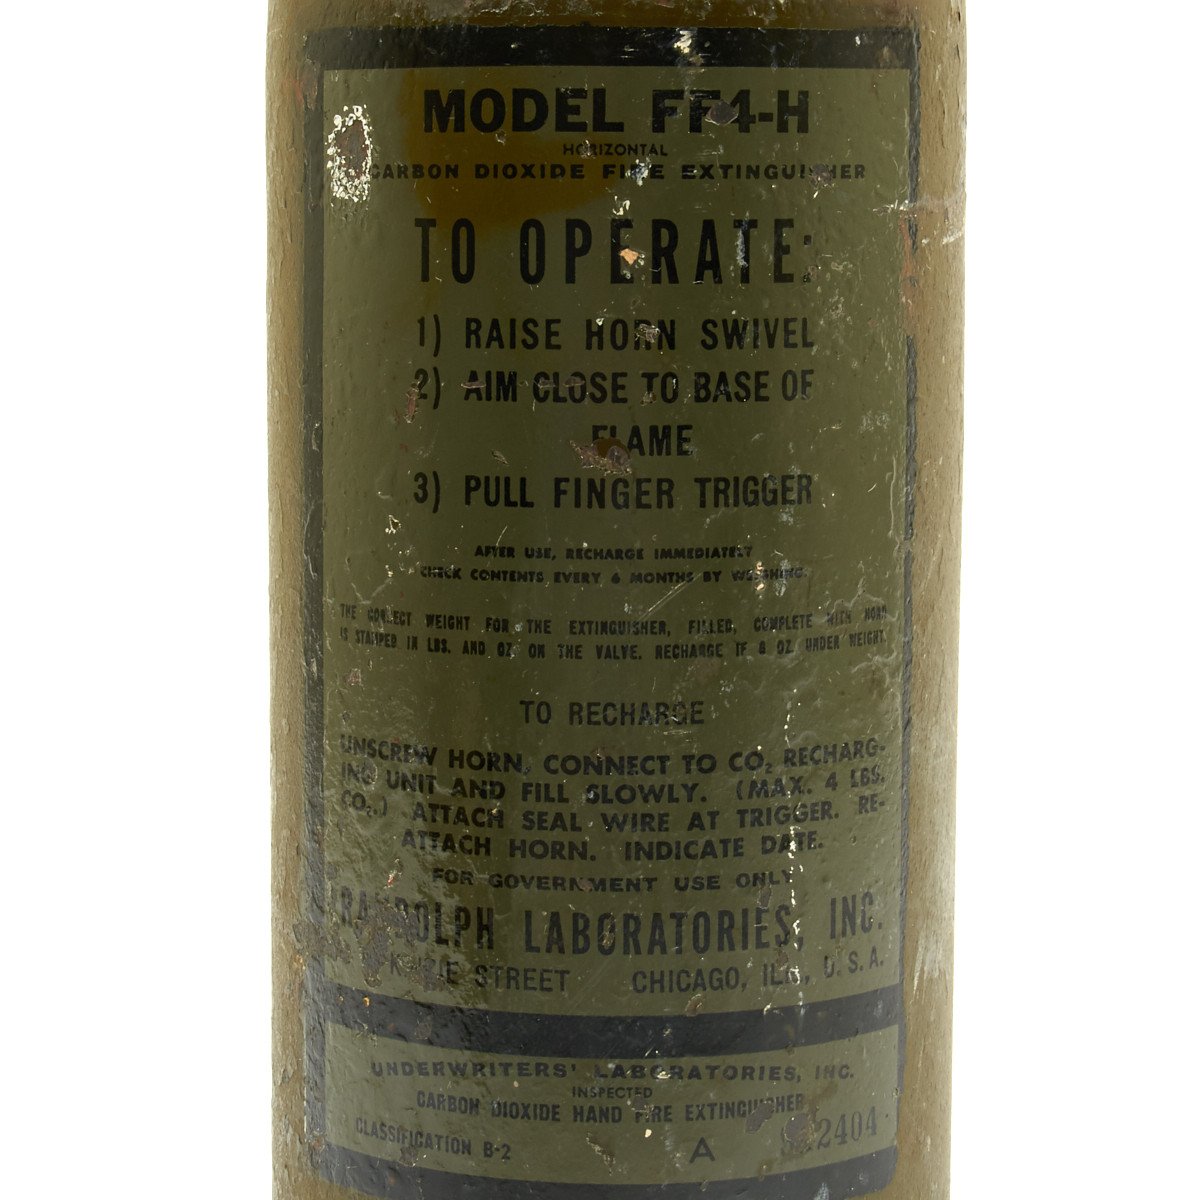 MODEL FF4-H
HORIZONTAL
CARBON DIOXIDE FIRE EXTINGUISHER
TO OPERATE:
1) RAISE HORN SWIVEL
2) AIM CLOSE TO BASE OF
FLAME
3) PULL FINGER TRIGGER
AFTER USE, RECHARGE IMMEDIATELY
CHECK CONTENTS EVERY 6 MONTHS BY WEIGHING.
THE CORRECT WEIGHT FOR THE EXTINGUISHER, FILLED, COMPLETE WITH HORN
IS STAMPED IN LBS. AND OZ. ON THE VALVE. RECHARGE IF 8 OZ. UNDER WEIGHT.
TO RECHARGE
UNSCREW HORN, CONNECT TO CO₂ RECHARG-
ING UNIT AND FILL SLOWLY. (MAX. 4 LBS.
CO₂.) ATTACH SEAL WIRE AT TRIGGER. RE-
ATTACH HORN. INDICATE DATE.
FOR GOVERNMENT USE ONLY
RANDOLPH LABORATORIES, INC.
STREET CHICAGO, ILL., U.S.A.
UNDERWRITERS' LABORATORIES, INC.
INSPECTED
CARBON DIOXIDE HAND FIRE EXTINGUISHER
CLASSIFICATION B-2 A